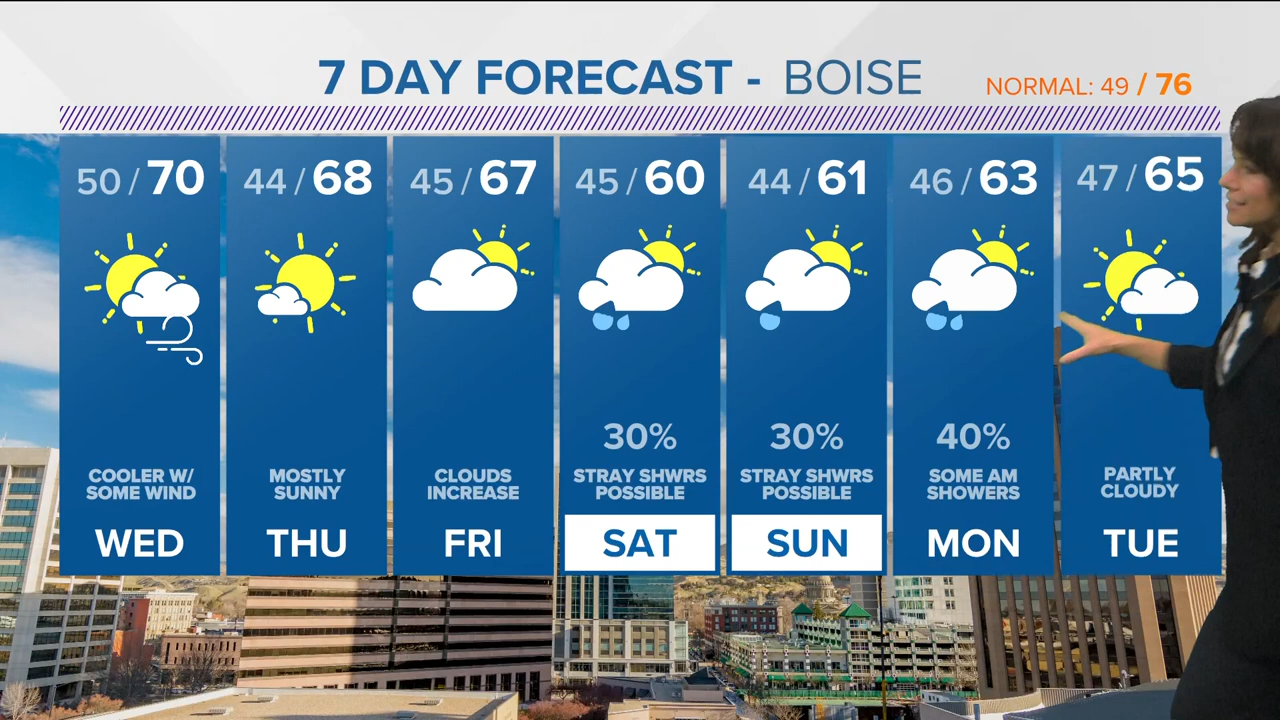 7 DAY FORECAST - BOISE
NORMAL: 49 / 76
50 / 70
44 / 68
45 / 67
45 / 60
44 / 61
46 / 63
47 / 65
30%
30%
40%
COOLER W/
SOME WIND
MOSTLY
SUNNY
CLOUDS
INCREASE
STRAY SHWRS
POSSIBLE
STRAY SHWRS
POSSIBLE
SOME AM
SHOWERS
PARTLY
CLOUDY
WED
THU
FRI
SAT
SUN
MON
TUE